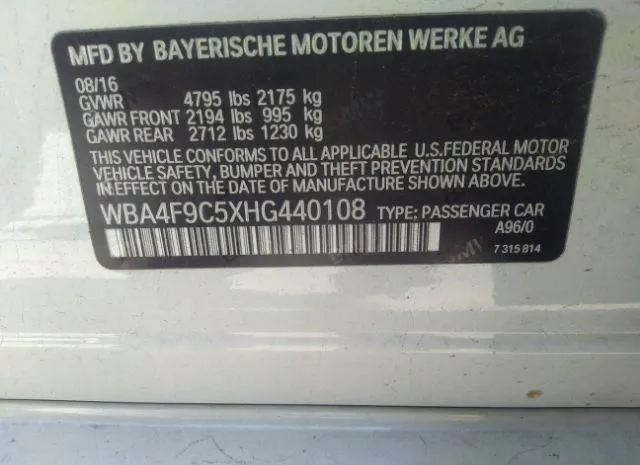 MFD BY BAYERISCHE MOTOREN WERKE AG
08/16
GVWR 4795 lbs 2175 kg
GAWR FRONT 2194 lbs 995 kg
GAWR REAR 2712 lbs 1230 kg
THIS VEHICLE CONFORMS TO ALL APPLICABLE U.S.FEDERAL MOTOR
VEHICLE SAFETY, BUMPER AND THEFT PREVENTION STANDARDS
IN EFFECT ON THE DATE OF MANUFACTURE SHOWN ABOVE.
WBA4F9C5XHG440108 TYPE: PASSENGER CAR
A96/0
7 315 814